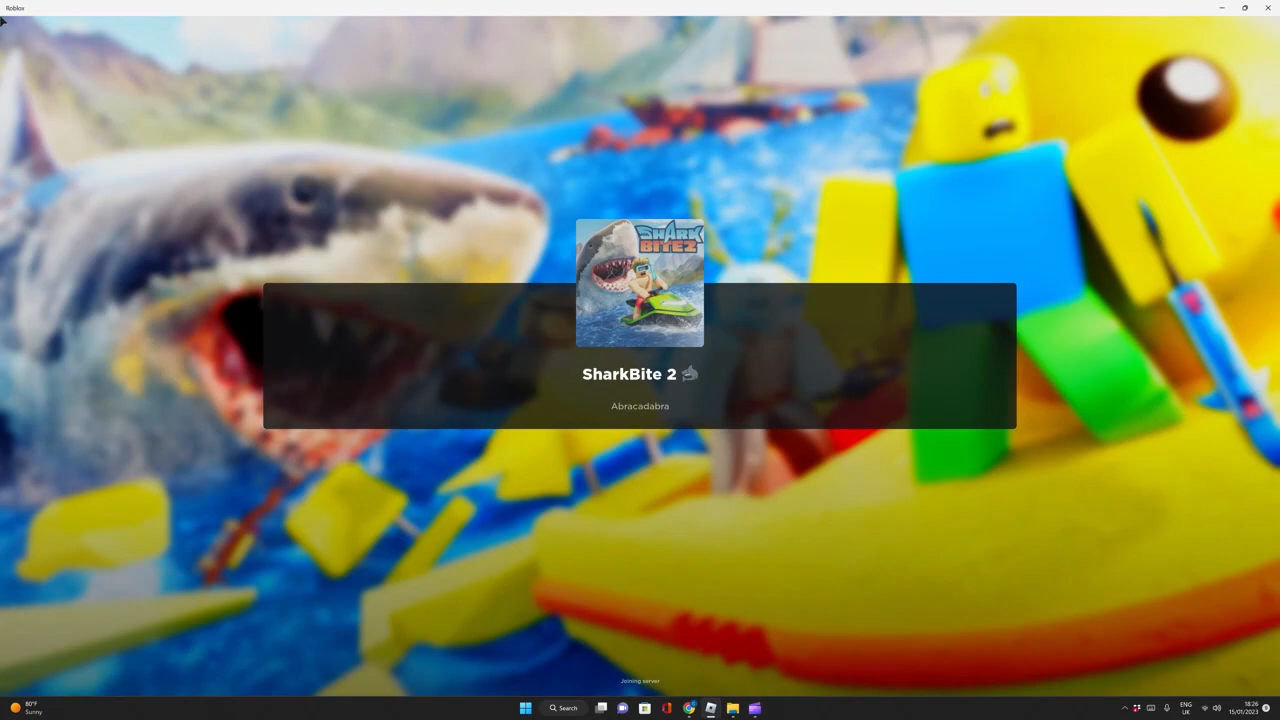 Roblox
SHARK
BITE2
SharkBite 2
Abracadabra
Joining server
80°F
Sunny
Search
ENG
UK
18:26
15/01/2023